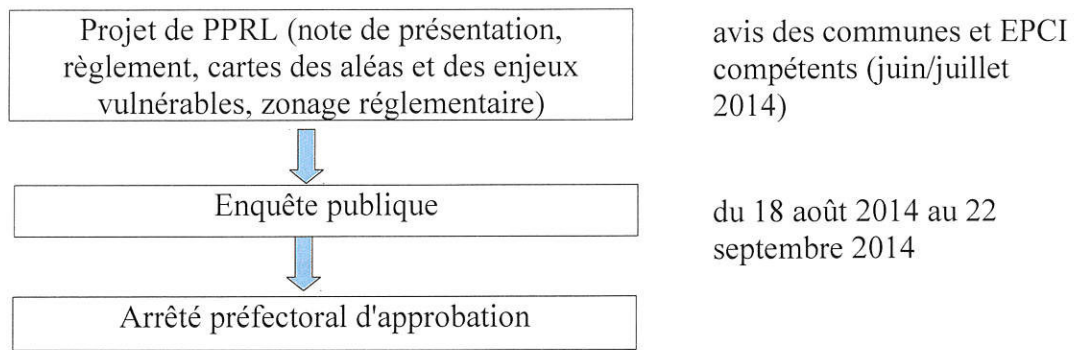 Projet de PPRL (note de présentation,
règlement, cartes des aléas et des enjeux
vulnérables, zonage réglementaire)
avis des communes et EPCI
compétents (juin/juillet
2014)
Enquête publique
du 18 août 2014 au 22
septembre 2014
Arrêté préfectoral d'approbation